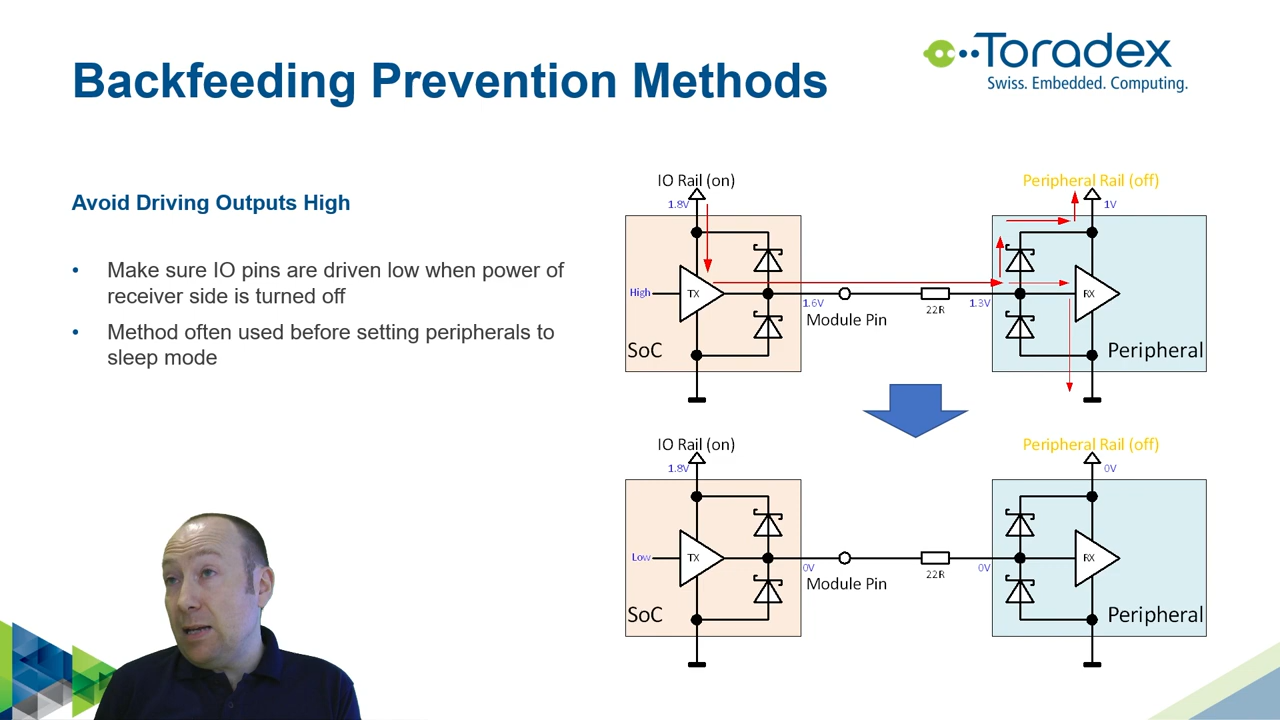 Backfeeding Prevention Methods
Toradex
Swiss. Embedded. Computing.
Avoid Driving Outputs High
• Make sure IO pins are driven low when power of
receiver side is turned off
• Method often used before setting peripherals to
sleep mode
IO Rail (on)
1.8V
High
TX
SoC
1.6V
Module Pin
22R
1.3V
Peripheral Rail (off)
1V
RX
Peripheral
IO Rail (on)
1.8V
Low
TX
SoC
0V
Module Pin
22R
0V
Peripheral Rail (off)
0V
RX
Peripheral